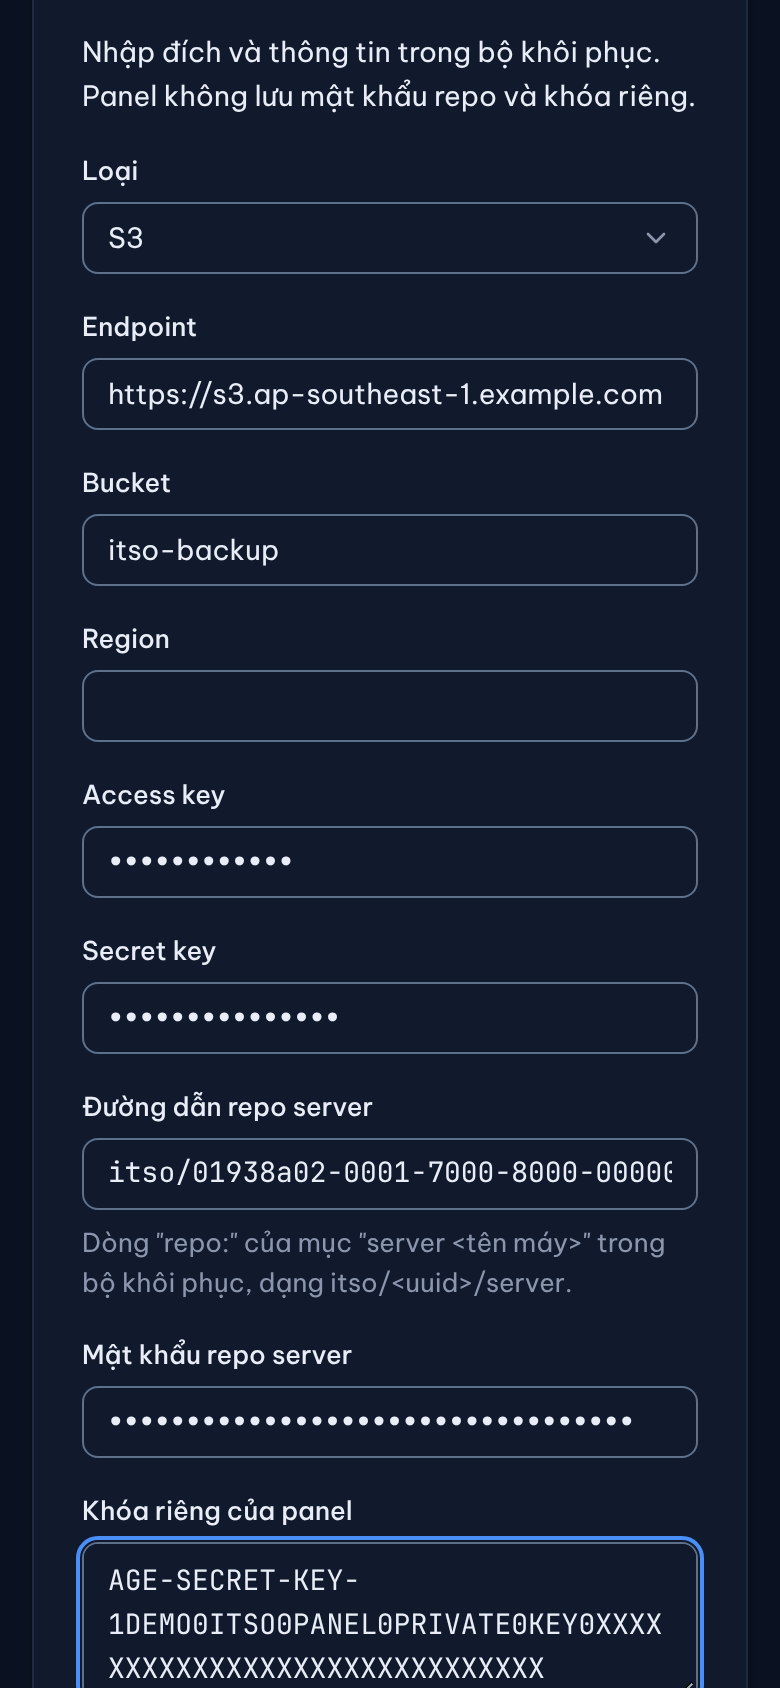 Nhập đích và thông tin trong bộ khôi phục.
Panel không lưu mật khẩu repo và khóa riêng.
Loại
S3
Endpoint
https://s3.ap-southeast-1.example.com
Bucket
itso-backup
Region
Access key
••••••••••••
Secret key
•••••••••••••••
Đường dẫn repo server
itso/01938a02-0001-7000-8000-00000
Dòng "repo:" của mục "server <tên máy>" trong
bộ khôi phục, dạng itso/<uuid>/server.
Mật khẩu repo server
••••••••••••••••••••••••••••••••••
Khóa riêng của panel
AGE-SECRET-KEY-
1DEMO0ITSO0PANEL0PRIVATE0KEY0XXXX
XXXXXXXXXXXXXXXXXXXXXXXXXX